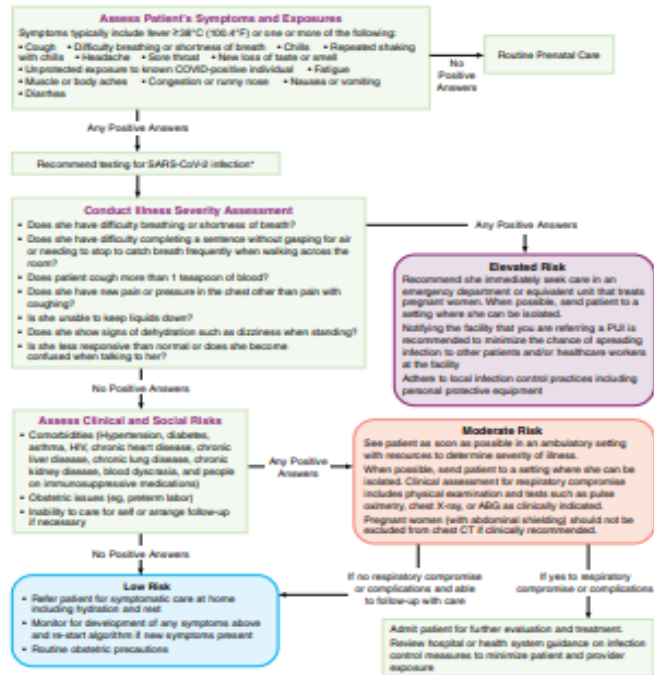 Assess Patient's Symptoms and Exposures
Symptoms typically include fever ≥38°C (100.4°F) or one or more of the following:
• Cough • Difficulty breathing or shortness of breath • Chills • Repeated shaking
with chills • Headache • Sore throat • New loss of taste or smell
• Unprotected exposure to known COVID-positive individual • Fatigue
• Muscle or body aches • Congestion or runny nose • Nausea or vomiting
• Diarrhea
No
Positive
Answers
Routine Prenatal Care
Any Positive Answers
Recommend testing for SARS-CoV-2 infection*
Conduct Illness Severity Assessment
• Does she have difficulty breathing or shortness of breath?
• Does she have difficulty completing a sentence without gasping for air
or needing to stop to catch breath frequently when walking across the
room?
• Does patient cough more than 1 teaspoon of blood?
• Does she have new pain or pressure in the chest other than pain with
coughing?
• Is she unable to keep liquids down?
• Does she show signs of dehydration such as dizziness when standing?
• Is she less responsive than normal or does she become
confused when talking to her?
Any Positive Answers
Elevated Risk
Recommend she immediately seek care in an
emergency department or equivalent unit that treats
pregnant women. When possible, send patient to a
setting where she can be isolated.
Notifying the facility that you are referring a PUI is
recommended to minimize the chance of spreading
infection to other patients and/or healthcare workers
at the facility
Adhere to local infection control practices including
personal protective equipment
No Positive Answers
Assess Clinical and Social Risks
• Comorbidities (Hypertension, diabetes,
asthma, HIV, chronic heart disease, chronic
liver disease, chronic lung disease, chronic
kidney disease, blood dyscrasia, and people
on immunosuppressive medications)
• Obstetric issues (eg, preterm labor)
• Inability to care for self or arrange follow-up
if necessary
Any Positive
Answers
Moderate Risk
See patient as soon as possible in an ambulatory setting
with resources to determine severity of illness.
When possible, send patient to a setting where she can be
isolated. Clinical assessment for respiratory compromise
includes physical examination and tests such as pulse
oximetry, chest X-ray, or ABG as clinically indicated.
Pregnant women (with abdominal shielding) should not be
excluded from chest CT if clinically recommended.
No Positive Answers
Low Risk
• Refer patient for symptomatic care at home
including hydration and rest
• Monitor for development of any symptoms above
and re-start algorithm if new symptoms present
• Routine obstetric precautions
If no respiratory compromise
or complications and able
to follow-up with care
If yes to respiratory
compromise or complications
Admit patient for further evaluation and treatment.
Review hospital or health system guidance on infection
control measures to minimize patient and provider
exposure